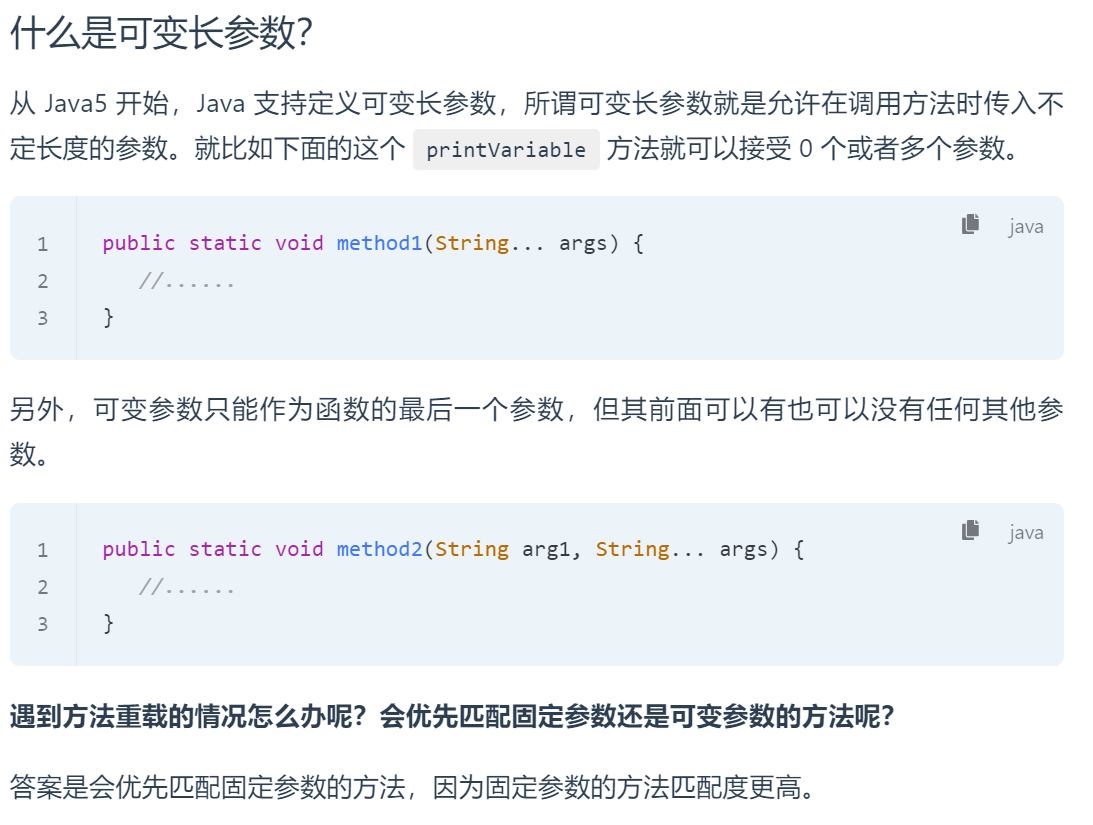 什么是可变长参数？
从 Java5 开始，Java 支持定义可变长参数，所谓可变长参数就是允许在调用方法时传入不
定长度的参数。就比如下面的这个 printVariable 方法就可以接受 0 个或者多个参数。
java
1 public static void method1(String... args) {
2    //......
3 }
另外，可变参数只能作为函数的最后一个参数，但其前面可以有也可以没有任何其他参
数。
java
1 public static void method2(String arg1, String... args) {
2    //......
3 }
遇到方法重载的情况怎么办呢？会优先匹配固定参数还是可变参数的方法呢？
答案是会优先匹配固定参数的方法，因为固定参数的方法匹配度更高。